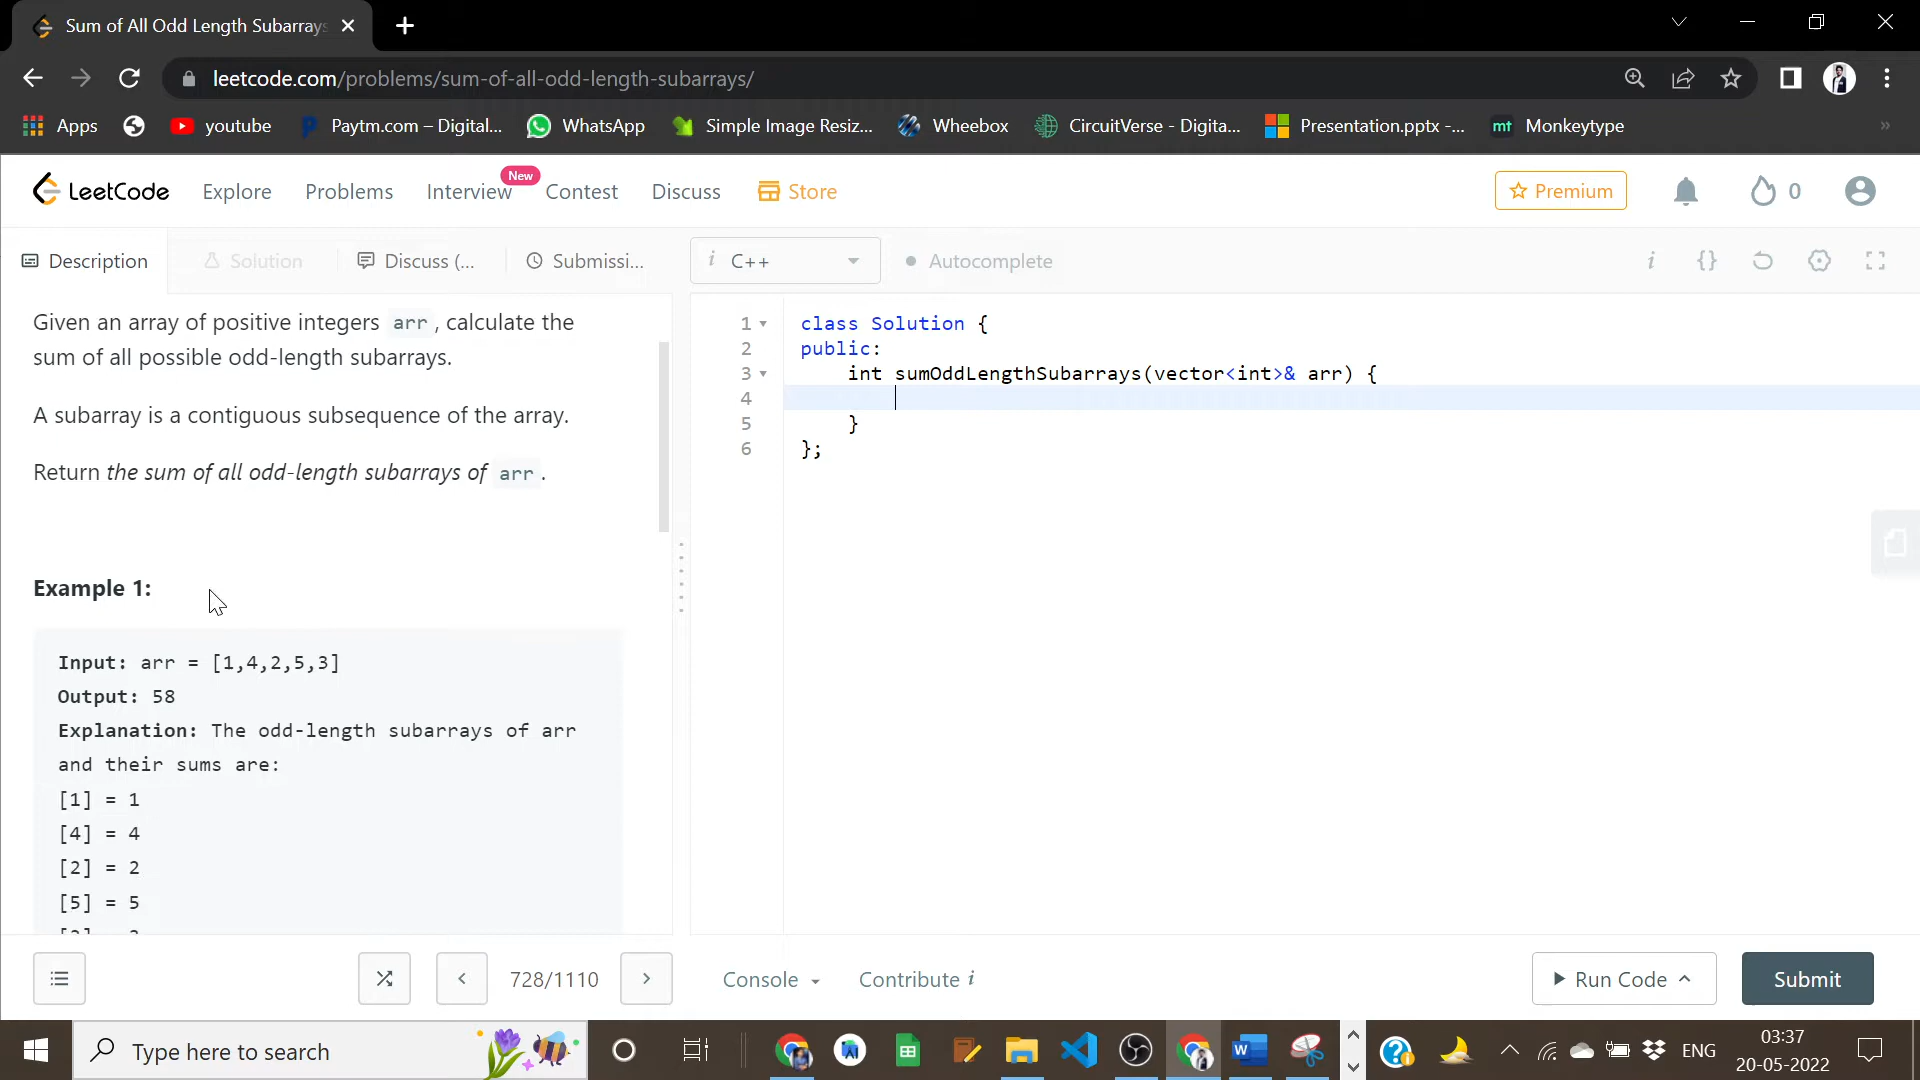 Sum of All Odd Length Subarrays
leetcode.com/problems/sum-of-all-odd-length-subarrays/
Apps
youtube
Paytm.com – Digital...
WhatsApp
Simple Image Resiz...
Wheebox
CircuitVerse - Digita...
Presentation.pptx -...
mt Monkeytype
»
LeetCode
Explore
Problems
Interview
New
Contest
Discuss
Store
Premium
0
Description
Solution
Discuss (...
Submissi...
i C++
Autocomplete
i {}
Given an array of positive integers arr, calculate the
sum of all possible odd-length subarrays.
A subarray is a contiguous subsequence of the array.
Return the sum of all odd-length subarrays of arr.
Example 1:
Input: arr = [1,4,2,5,3]
Output: 58
Explanation: The odd-length subarrays of arr
and their sums are:
[1] = 1
[4] = 4
[2] = 2
[5] = 5
1 class Solution {
2 public:
3 int sumOddLengthSubarrays(vector<int>& arr) {
4
5 }
6 };
728/1110
Console
Contribute i
Run Code
Submit
Type here to search
ENG
03:37
20-05-2022